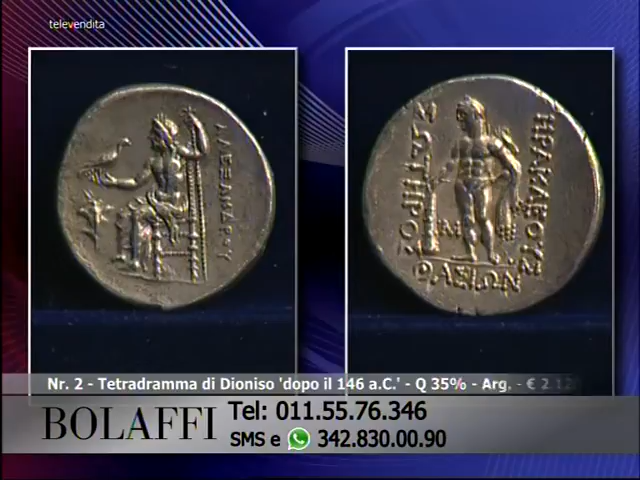 televendita
ΑΛΕΞΑΝΔΡΟΥ
ΗΡΑΚΛΕΟΥΣ
ΣΩΤΗΡΟΣ
ΘΑΣΙΩΝ
Nr. 2 - Tetradramma di Dioniso 'dopo il 146 a.C.' - Q 35% - Arg. - € 2.12
BOLAFFI
Tel: 011.55.76.346
SMS e 342.830.00.90